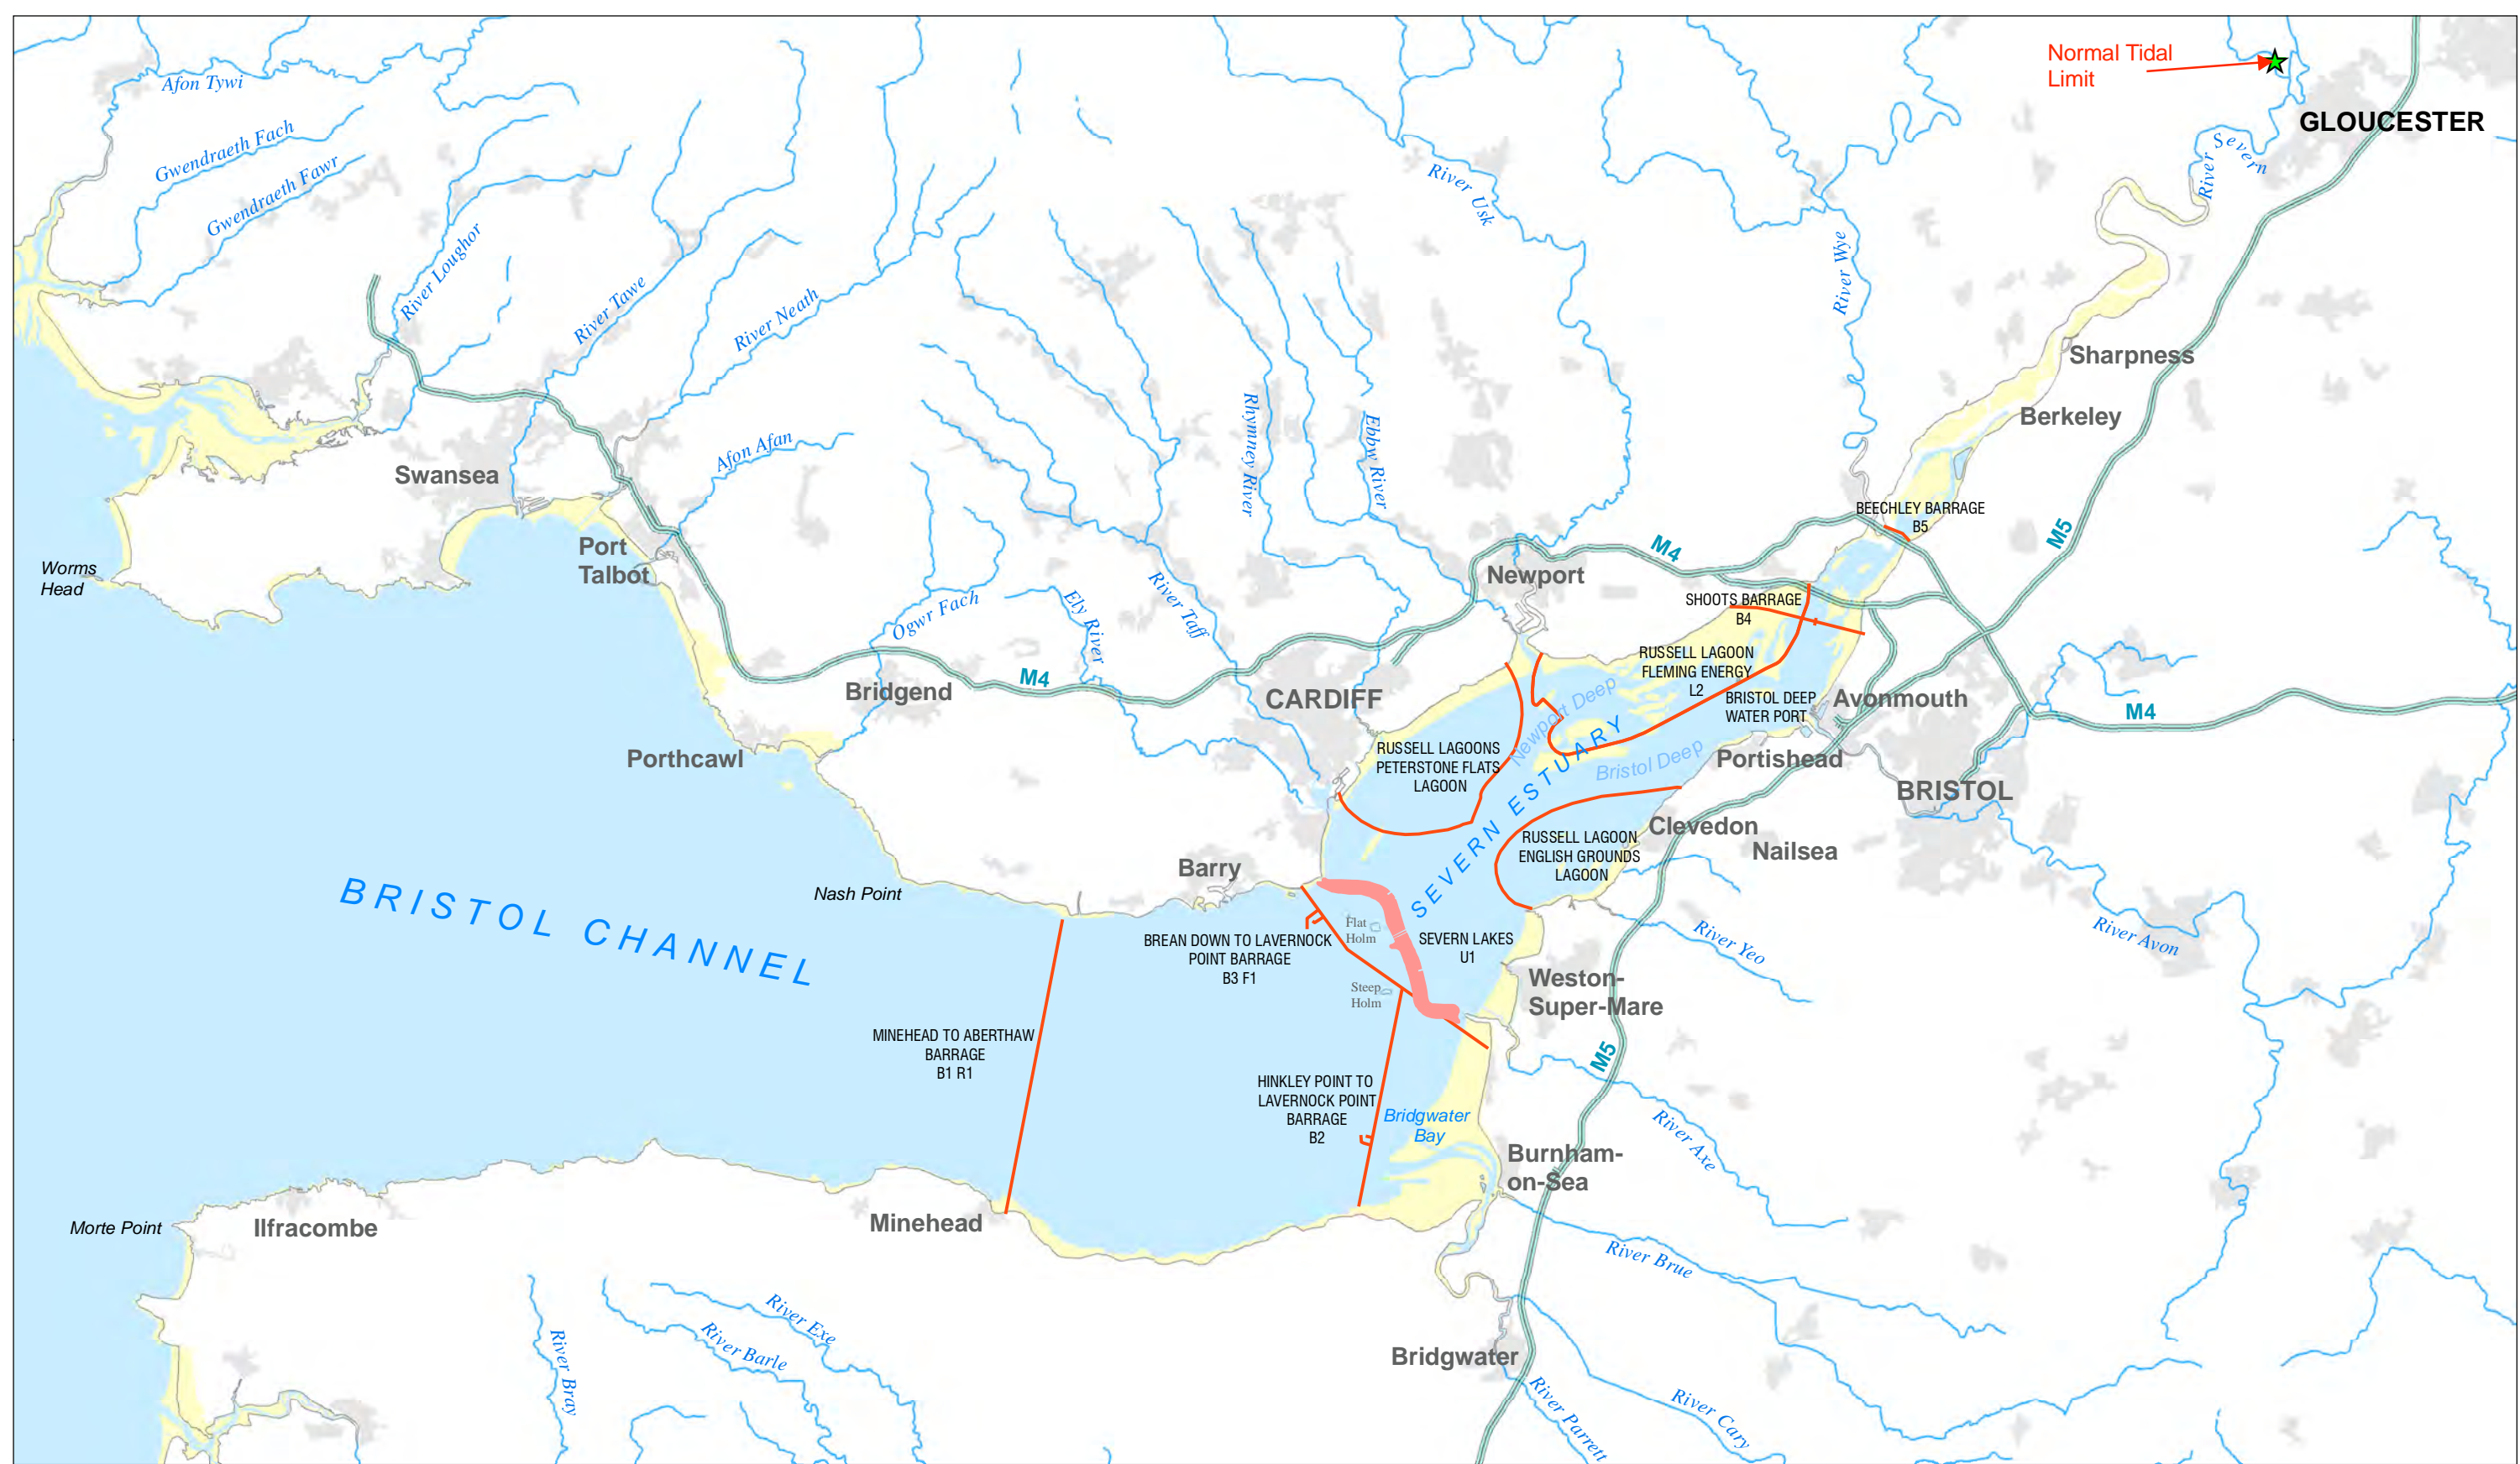 Normal Tidal
Limit
GLOUCESTER
Afon Tywi
Gwendraeth Fach
Gwendraeth Fawr
River Loughor
River Tawe
River Neath
River Usk
River Wye
River Severn
Sharpness
Berkeley
Swansea
Afon Afan
Rhymney River
Ebbw River
BEECHLEY BARRAGE
B5
M5
Worms
Head
Port
Talbot
Newport
M4
SHOOTS BARRAGE
B4
Ogwr Fach
Ely River
River Taff
RUSSELL LAGOON
FLEMING ENERGY
L2
Bridgend
M4
CARDIFF
Newport Deep
BRISTOL DEEP
WATER PORT
Avonmouth
M4
Porthcawl
RUSSELL LAGOONS
PETERSTONE FLATS
LAGOON
Bristol Deep
Portishead
BRISTOL
SEVERN ESTUARY
RUSSELL LAGOON
ENGLISH GROUNDS
LAGOON
Clevedon
Nailsea
Barry
Nash Point
BRISTOL CHANNEL
Flat
Holm
BREAN DOWN TO LAVERNOCK
POINT BARRAGE
B3 F1
SEVERN LAKES
U1
River Yeo
River Avon
Steep
Holm
Weston-
Super-Mare
MINEHEAD TO ABERTHAW
BARRAGE
B1 R1
M5
HINKLEY POINT TO
LAVERNOCK POINT
BARRAGE
B2
Bridgwater
Bay
River Axe
Burnham-
on-Sea
Morte Point
Ilfracombe
Minehead
River Brue
River Exe
River Barle
River Bray
Bridgwater
River Parrett
River Cary